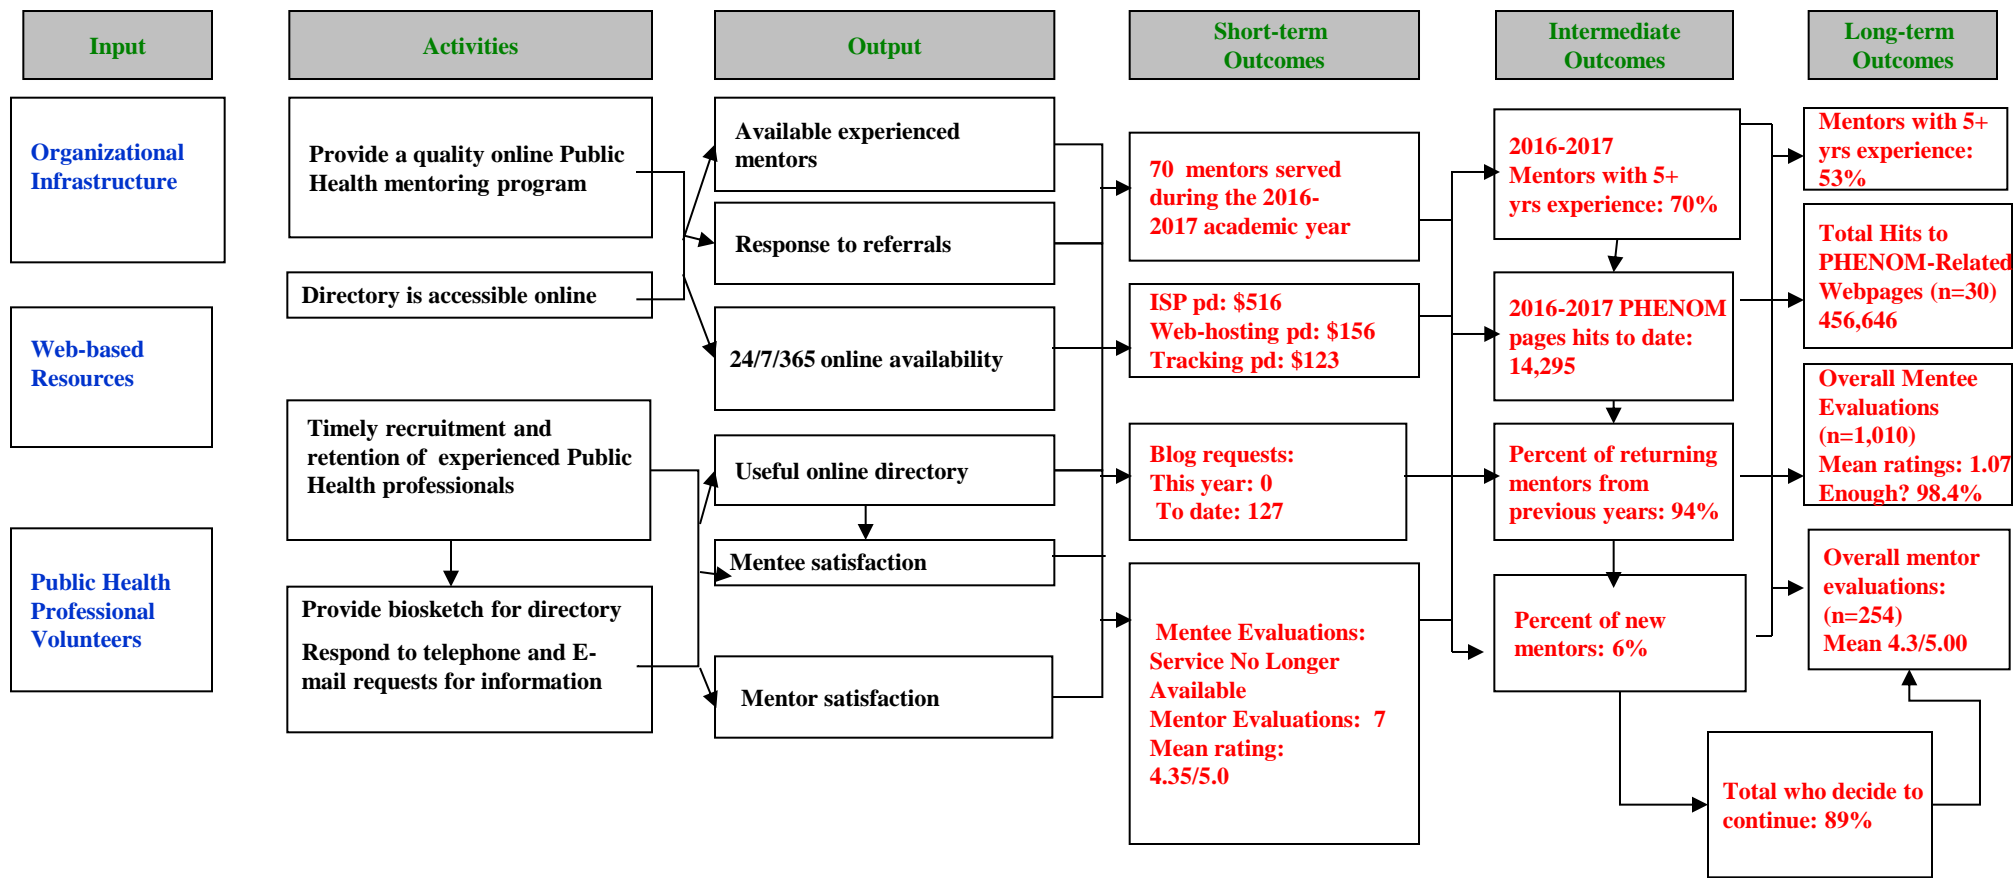 Input
Activities
Output
Short-term
Outcomes
Intermediate
Outcomes
Long-term
Outcomes
Organizational
Infrastructure
Web-based
Resources
Public Health
Professional
Volunteers
Provide a quality online Public
Health mentoring program
Directory is accessible online
Timely recruitment and
retention of experienced Public
Health professionals
Provide biosketch for directory
Respond to telephone and E-
mail requests for information
Available experienced
mentors
Response to referrals
24/7/365 online availability
Useful online directory
Mentee satisfaction
Mentor satisfaction
70 mentors served
during the 2016-
2017 academic year
ISP pd: $516
Web-hosting pd: $156
Tracking pd: $123
Blog requests:
This year: 0
To date: 127
Mentee Evaluations:
Service No Longer
Available
Mentor Evaluations: 7
Mean rating:
4.35/5.0
2016-2017
Mentors with 5+
yrs experience: 70%
2016-2017 PHENOM
pages hits to date:
14,295
Percent of returning
mentors from
previous years: 94%
Percent of new
mentors: 6%
Total who decide to
continue: 89%
Mentors with 5+
yrs experience:
53%
Total Hits to
PHENOM-Related
Webpages (n=30)
456,646
Overall Mentee
Evaluations
(n=1,010)
Mean ratings: 1.07
Enough? 98.4%
Overall mentor
evaluations:
(n=254)
Mean 4.3/5.00